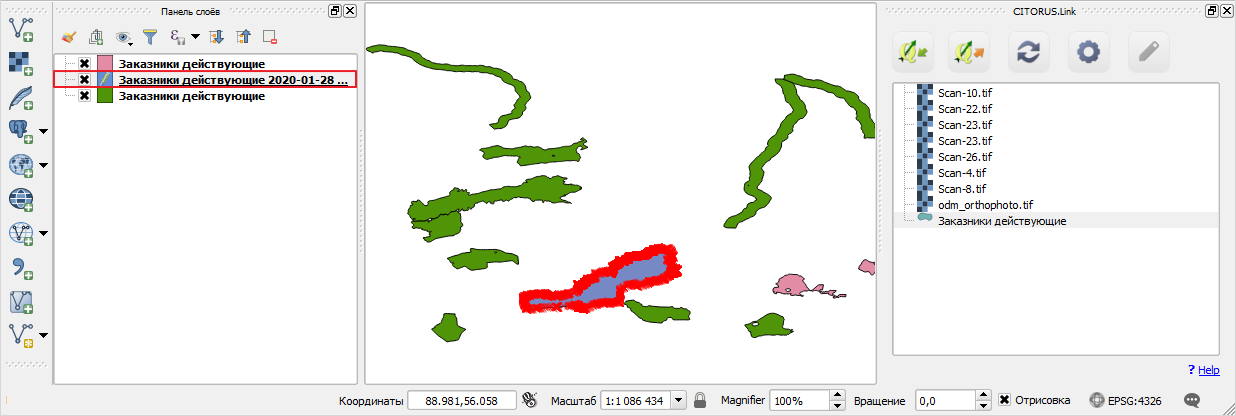 Панель слоёв
CITORUS.Link
Заказники действующие
Заказники действующие 2020-01-28 ...
Заказники действующие
Scan-10.tif
Scan-22.tif
Scan-23.tif
Scan-23.tif
Scan-26.tif
Scan-4.tif
Scan-8.tif
odm_orthophoto.tif
Заказники действующие
? Help
Координаты 88.981,56.058 Масштаб 1:1 086 434 Magnifier 100% Вращение 0,0 Отрисовка EPSG:4326